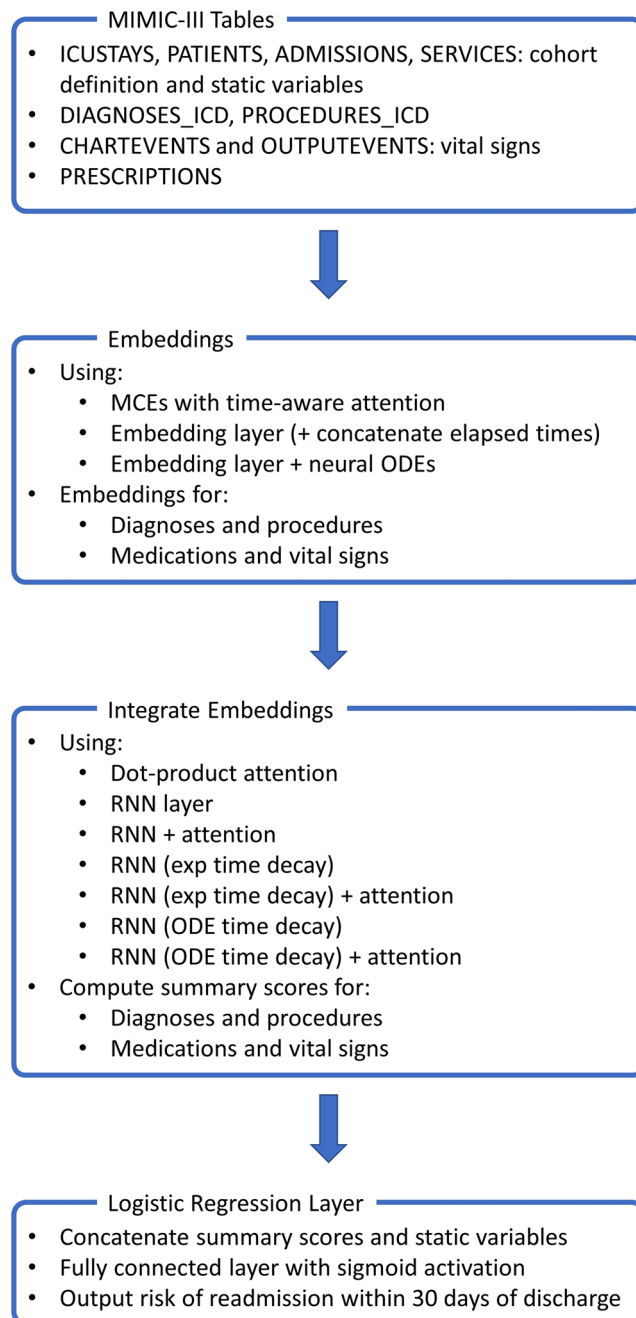 MIMIC-III Tables
• ICUSTAYS, PATIENTS, ADMISSIONS, SERVICES: cohort
definition and static variables
• DIAGNOSES_ICD, PROCEDURES_ICD
• CHARTEVENTS and OUTPUTEVENTS: vital signs
• PRESCRIPTIONS
Embeddings
• Using:
• MCEs with time-aware attention
• Embedding layer (+ concatenate elapsed times)
• Embedding layer + neural ODEs
• Embeddings for:
• Diagnoses and procedures
• Medications and vital signs
Integrate Embeddings
• Using:
• Dot-product attention
• RNN layer
• RNN + attention
• RNN (exp time decay)
• RNN (exp time decay) + attention
• RNN (ODE time decay)
• RNN (ODE time decay) + attention
• Compute summary scores for:
• Diagnoses and procedures
• Medications and vital signs
Logistic Regression Layer
• Concatenate summary scores and static variables
• Fully connected layer with sigmoid activation
• Output risk of readmission within 30 days of discharge